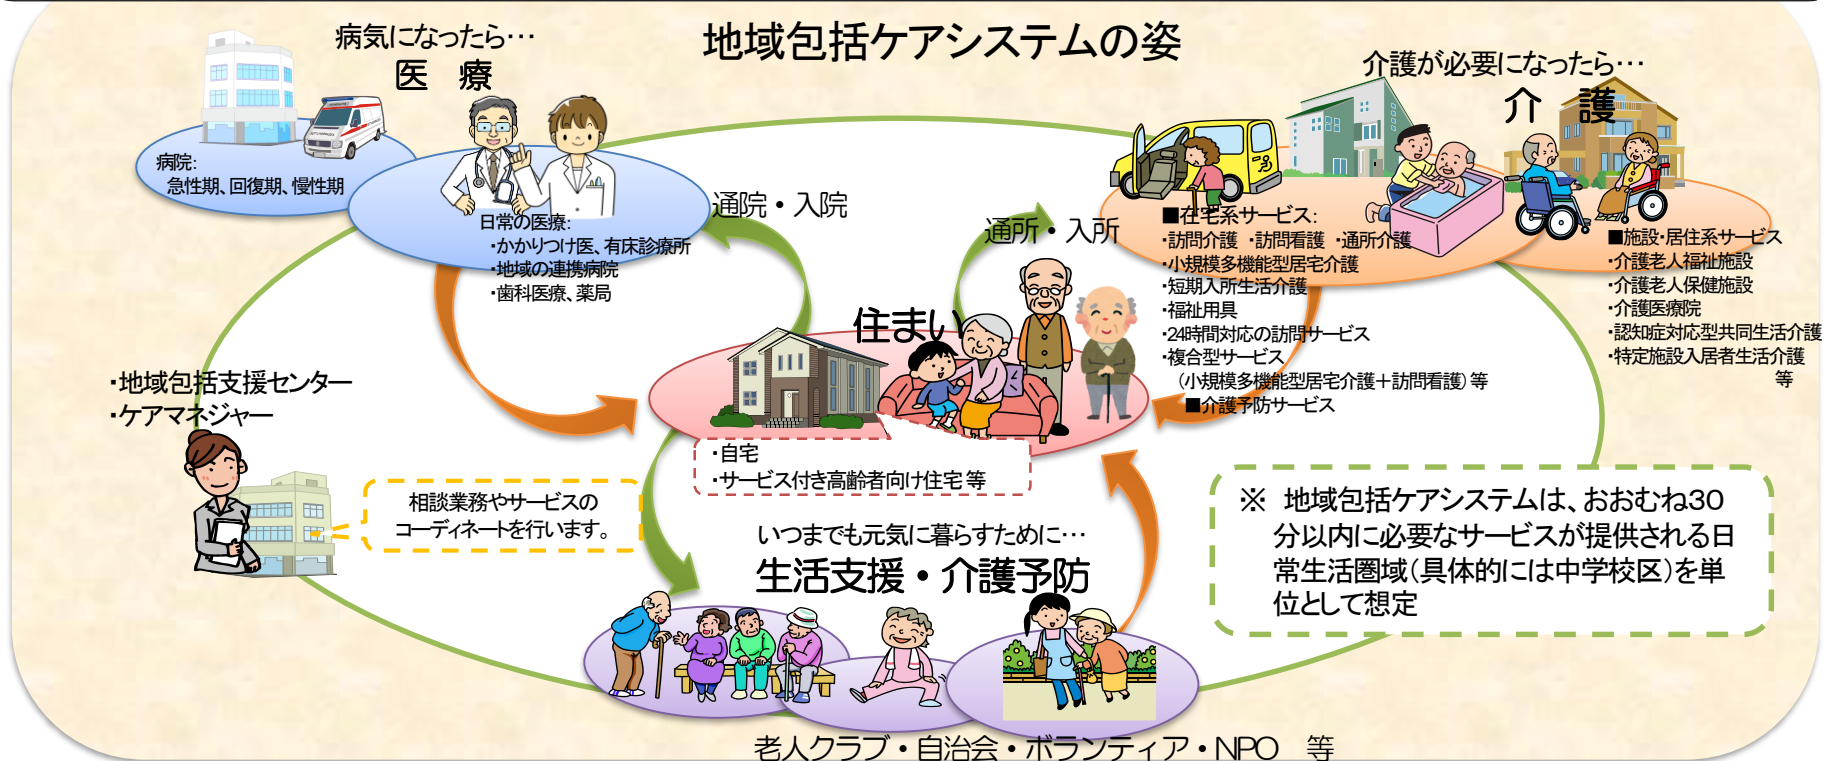 地域包括ケアシステムの姿
病気になったら…
医 療
病院:
急性期、回復期、慢性期
日常の医療:
・かかりつけ医、有床診療所
・地域の連携病院
・歯科医療、薬局
通院・入院
通所・入所
介護が必要になったら…
介 護
■在宅系サービス:
・訪問介護 ・訪問看護 ・通所介護
・小規模多機能型居宅介護
・短期入所生活介護
・福祉用具
・24時間対応の訪問サービス
・複合型サービス
(小規模多機能型居宅介護+訪問看護)等
■介護予防サービス
■施設・居住系サービス
・介護老人福祉施設
・介護老人保健施設
・介護医療院
・認知症対応型共同生活介護
・特定施設入居者生活介護
等
住まい
・自宅
・サービス付き高齢者向け住宅 等
・地域包括支援センター
・ケアマネジャー
相談業務やサービスの
コーディネートを行います。
いつまでも元気に暮らすために…
生活支援・介護予防
老人クラブ・自治会・ボランティア・NPO 等
※ 地域包括ケアシステムは、おおむね30
分以内に必要なサービスが提供される日
常生活圏域(具体的には中学校区)を単
位として想定